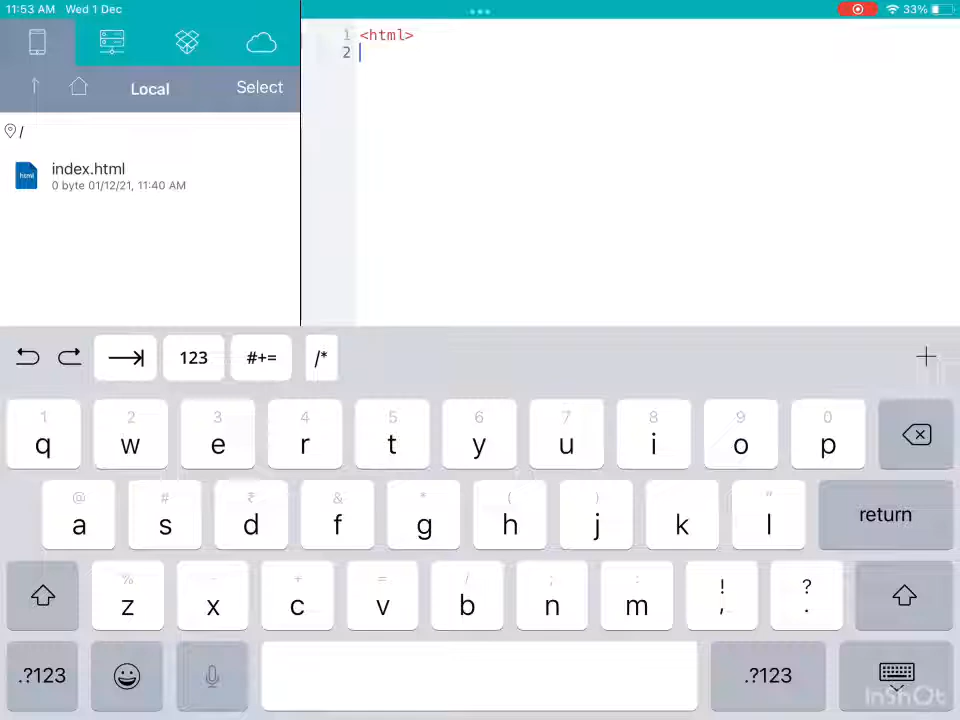 11:53 AM Wed 1 Dec
33%
Local
Select
/
index.html
html
0 byte 01/12/21, 11:40 AM
1 <html>
2
123
#+=
/*
+
1 2 3 4 5 6 7 8 9 0
q w e r t y u i o p
@ # ₹ & * ( ) "
a s d f g h j k l
return
% - + = / ; : ! ?
z x c v b n m , .
.?123
.?123
InShOt